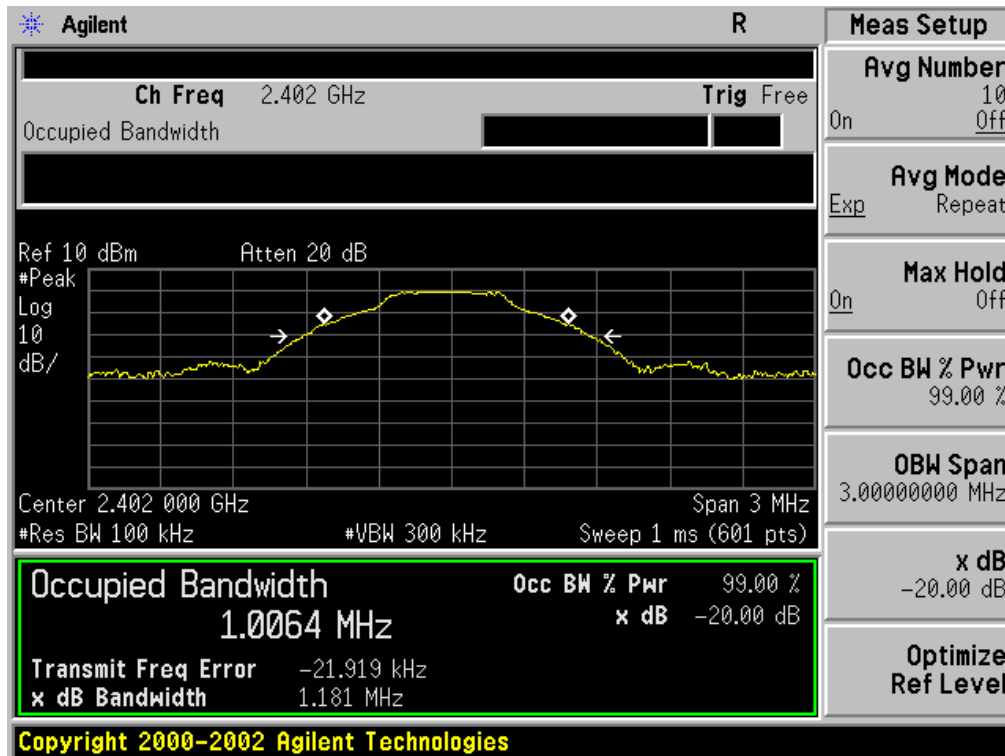 Agilent R
Ch Freq 2.402 GHz Trig Free
Occupied Bandwidth
Ref 10 dBm Atten 20 dB
#Peak
Log
10
dB/
Center 2.402 000 GHz Span 3 MHz
#Res BW 100 kHz #VBW 300 kHz Sweep 1 ms (601 pts)
Occupied Bandwidth
1.0064 MHz
Occ BW % Pwr 99.00 %
x dB -20.00 dB
Transmit Freq Error -21.919 kHz
x dB Bandwidth 1.181 MHz
Copyright 2000-2002 Agilent Technologies
Meas Setup
Avg Number
10
On Off
Avg Mode
Exp Repeat
Max Hold
On Off
Occ BW % Pwr
99.00 %
OBW Span
3.00000000 MHz
x dB
-20.00 dB
Optimize
Ref Level